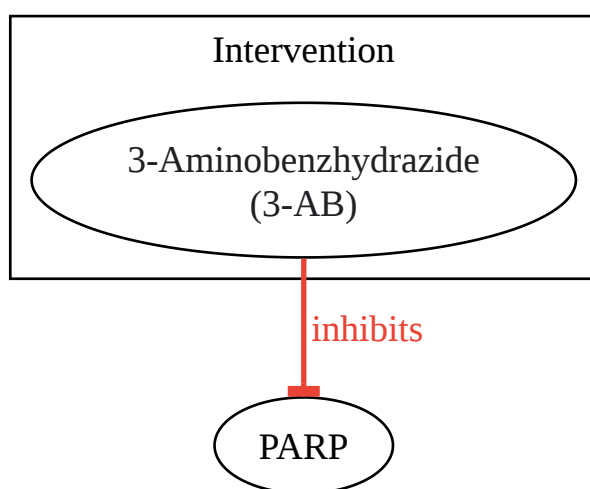 Intervention
3-Aminobenzhydrazide
(3-AB)
inhibits
PARP